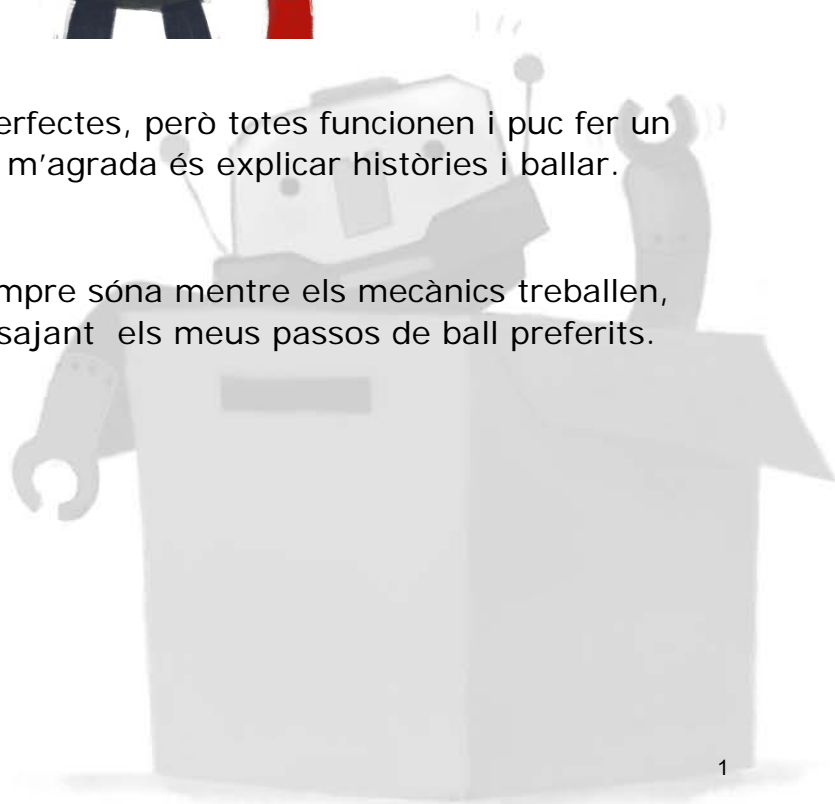 erfectes, però totes funcionen i puc fer un
m'agrada és explicar històries i ballar.
mpre sóna mentre els mecànics treballen,
sajant els meus passos de ball preferits.
1